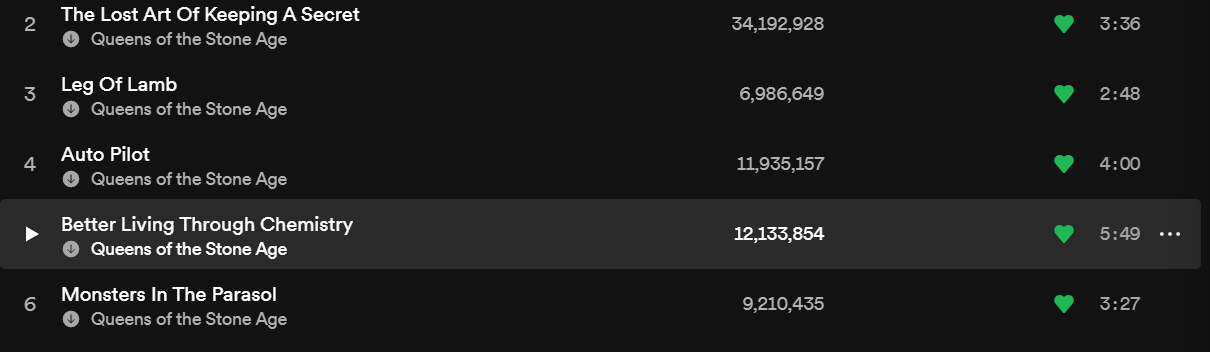 2 The Lost Art Of Keeping A Secret 34,192,928 3:36
Queens of the Stone Age
3 Leg Of Lamb 6,986,649 2:48
Queens of the Stone Age
4 Auto Pilot 11,935,157 4:00
Queens of the Stone Age
Better Living Through Chemistry 12,133,854 5:49
Queens of the Stone Age
6 Monsters In The Parasol 9,210,435 3:27
Queens of the Stone Age